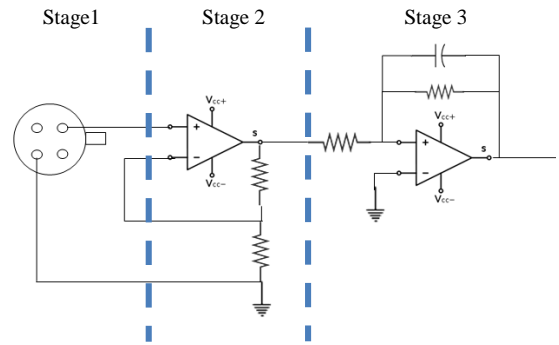 Stage1 Stage 2 Stage 3
Vcc+
+ S
−
Vcc−
Vcc+
+ S
−
Vcc−